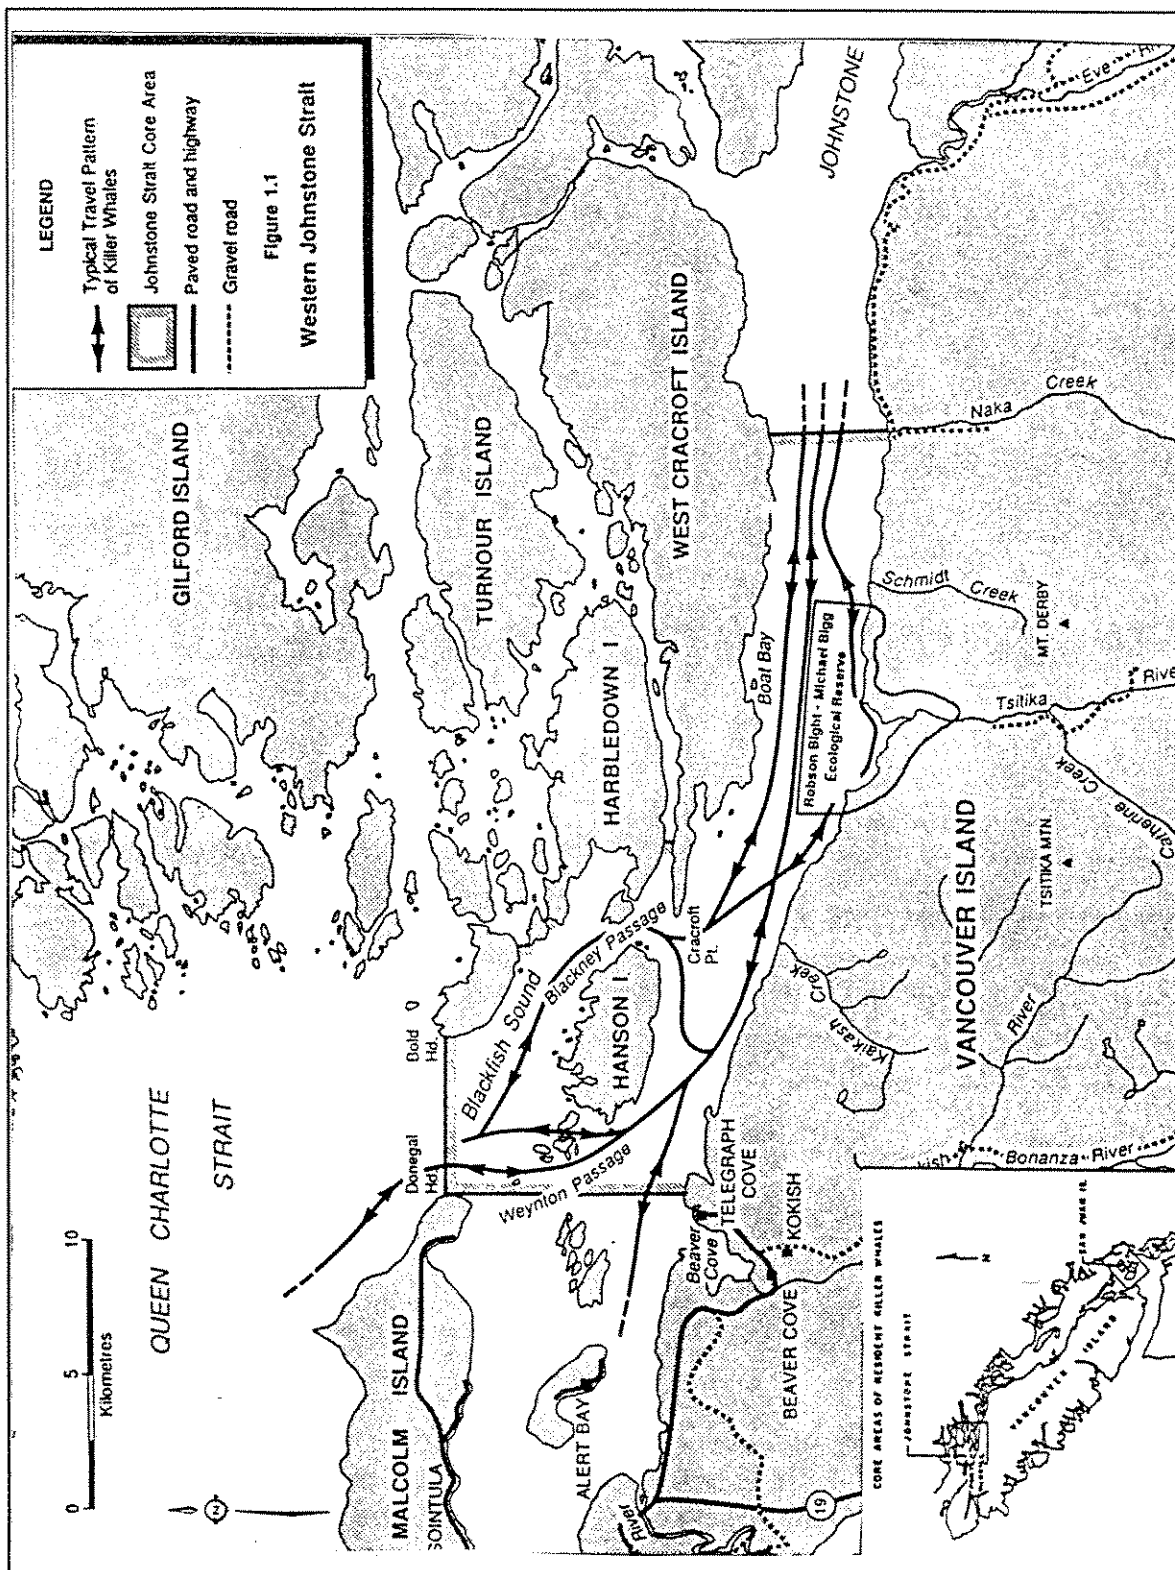 LEGEND
Typical Travel Pattern
of Killer Whales
Johnstone Strait Core Area
Paved road and highway
Gravel road
Figure 1.1
Western Johnstone Strait
0
5
10
Kilometres
N
QUEEN CHARLOTTE
STRAIT
GILFORD ISLAND
MALCOLM ISLAND
SOINTULA
Donegal
Hd.
Bold
Hd.
TURNOUR ISLAND
Blackfish Sound
HARBLEDOWN I
Blackney Passage
HANSON I
Weynton Passage
ALERT BAY
WEST CRACROFT ISLAND
Cracroft
Pt.
Boat Bay
JOHNSTONE
Robson Bight - Michael Bigg
Ecological Reserve
Beaver
Cove
TELEGRAPH
COVE
KOKISH
BEAVER COVE
River
19
Kaikash
Creek
Schmidt
Creek
Naka
Creek
Eve
MT. DERBY
Tsitika
River
TSITIKA MTN.
Catherine
Creek
VANCOUVER ISLAND
River
Bonanza River
CORE AREAS OF RESIDENT KILLER WHALES
JOHNSTONE STRAIT
VANCOUVER ISLAND
SAN JUAN IS.
N